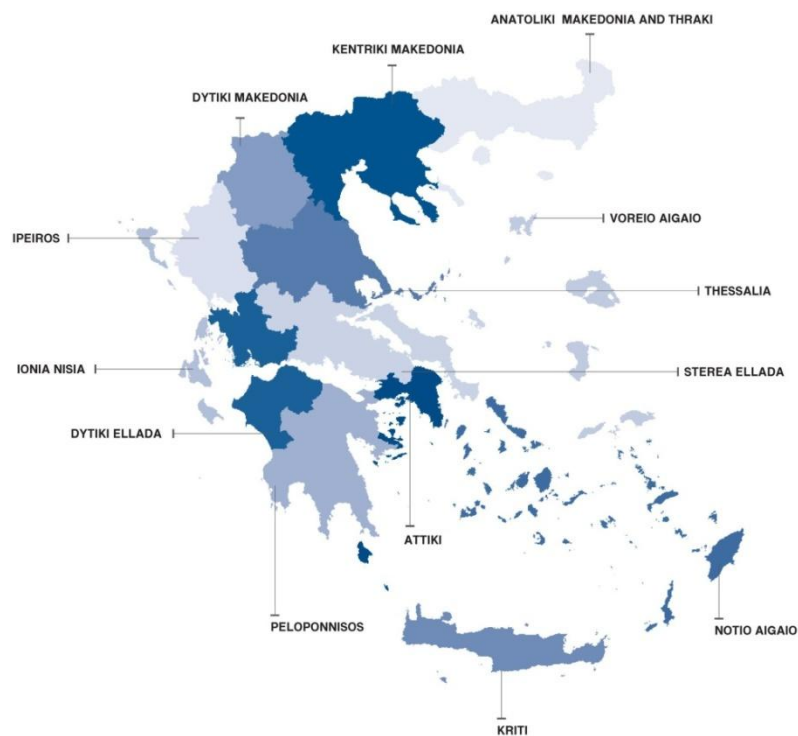 ANATOLIKI MAKEDONIA AND THRAKI
KENTRIKI MAKEDONIA
DYTIKI MAKEDONIA
VOREIO AIGAIO
IPEIROS
THESSALIA
IONIA NISIA
STEREA ELLADA
DYTIKI ELLADA
ATTIKI
PELOPONNISOS
NOTIO AIGAIO
KRITI